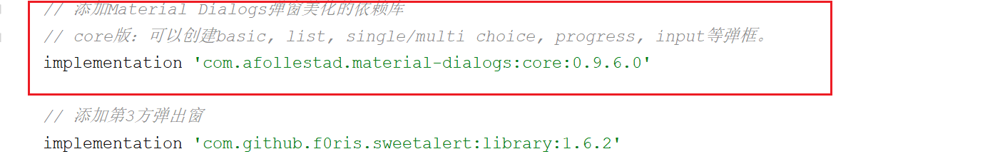 // 添加Material Dialogs弹窗美化的依赖库
// core版：可以创建basic, list, single/multi choice, progress, input等弹框。
implementation 'com.afollestad.material-dialogs:core:0.9.6.0'
// 添加第3方弹出窗
implementation 'com.github.f0ris.sweetalert:library:1.6.2'